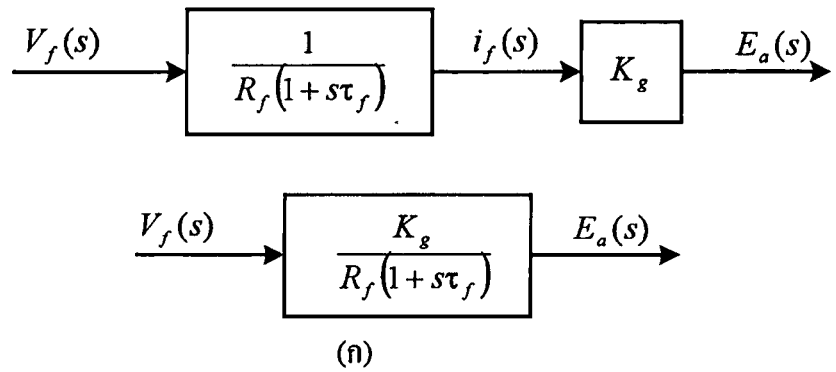 V_f(s)
1 / R_f(1 + sτ_f)
i_f(s)
K_g
E_a(s)
V_f(s)
K_g / R_f(1 + sτ_f)
E_a(s)
(ก)